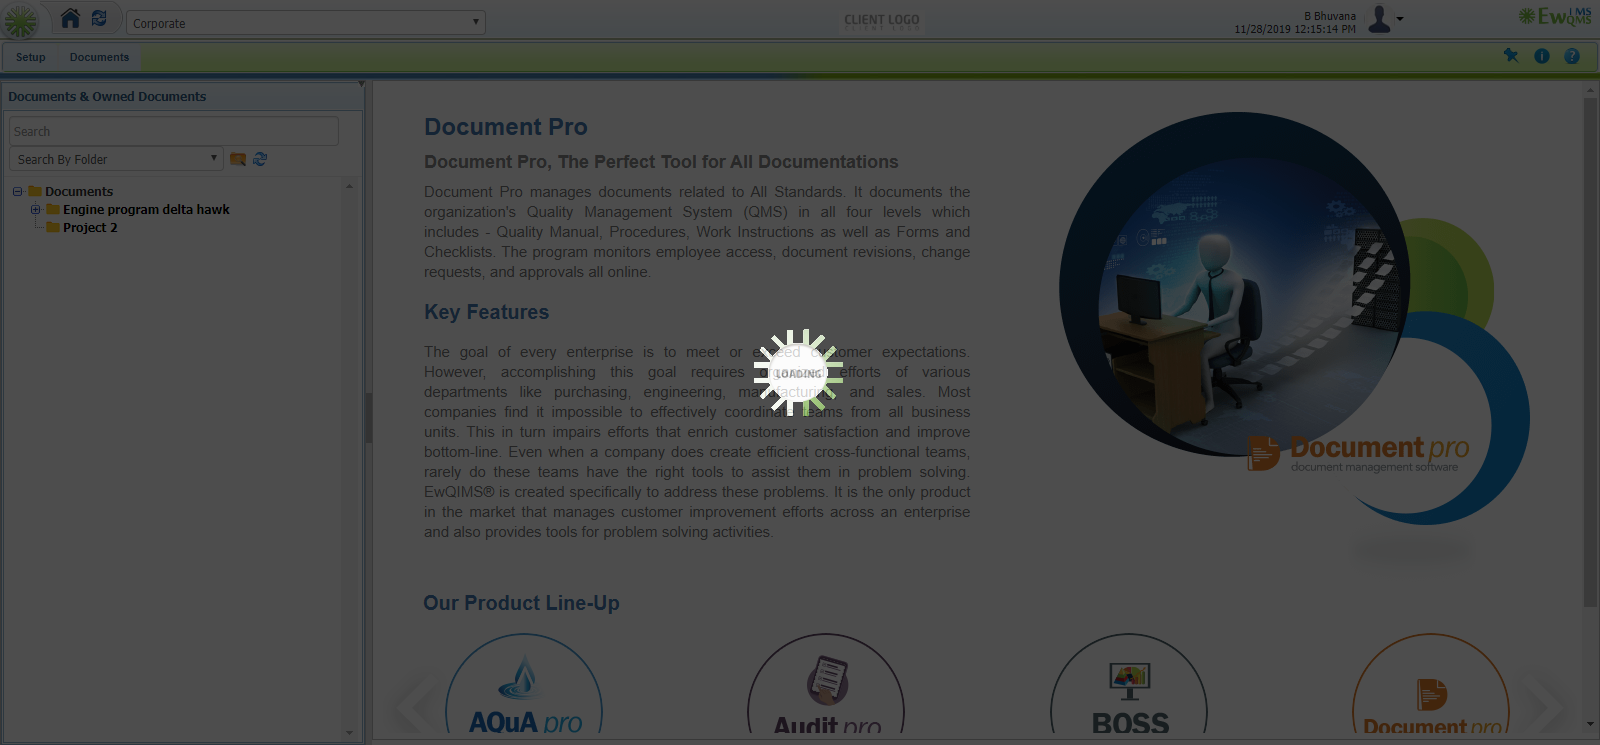 Corporate
CLIENT LOGO
B Bhuvana
11/28/2019 12:15:14 PM
EwIMS
QMS
Setup
Documents
Documents & Owned Documents
Search
Search By Folder
Documents
Engine program delta hawk
Project 2
Document Pro
Document Pro, The Perfect Tool for All Documentations
Document Pro manages documents related to All Standards. It documents the
organization's Quality Management System (QMS) in all four levels which
includes - Quality Manual, Procedures, Work Instructions as well as Forms and
Checklists. The program monitors employee access, document revisions, change
requests, and approvals all online.
Key Features
The goal of every enterprise is to meet or exceed customer expectations.
However, accomplishing this goal requires organized efforts of various
departments like purchasing, engineering, manufacturing and sales. Most
companies find it impossible to effectively coordinate teams from all business
units. This in turn impairs efforts that enrich customer satisfaction and improve
bottom-line. Even when a company does create efficient cross-functional teams,
rarely do these teams have the right tools to assist them in problem solving.
EwQIMS® is created specifically to address these problems. It is the only product
in the market that manages customer improvement efforts across an enterprise
and also provides tools for problem solving activities.
LOADING
Document pro
document management software
Our Product Line-Up
AQuA pro
Audit pro
BOSS
Document pro